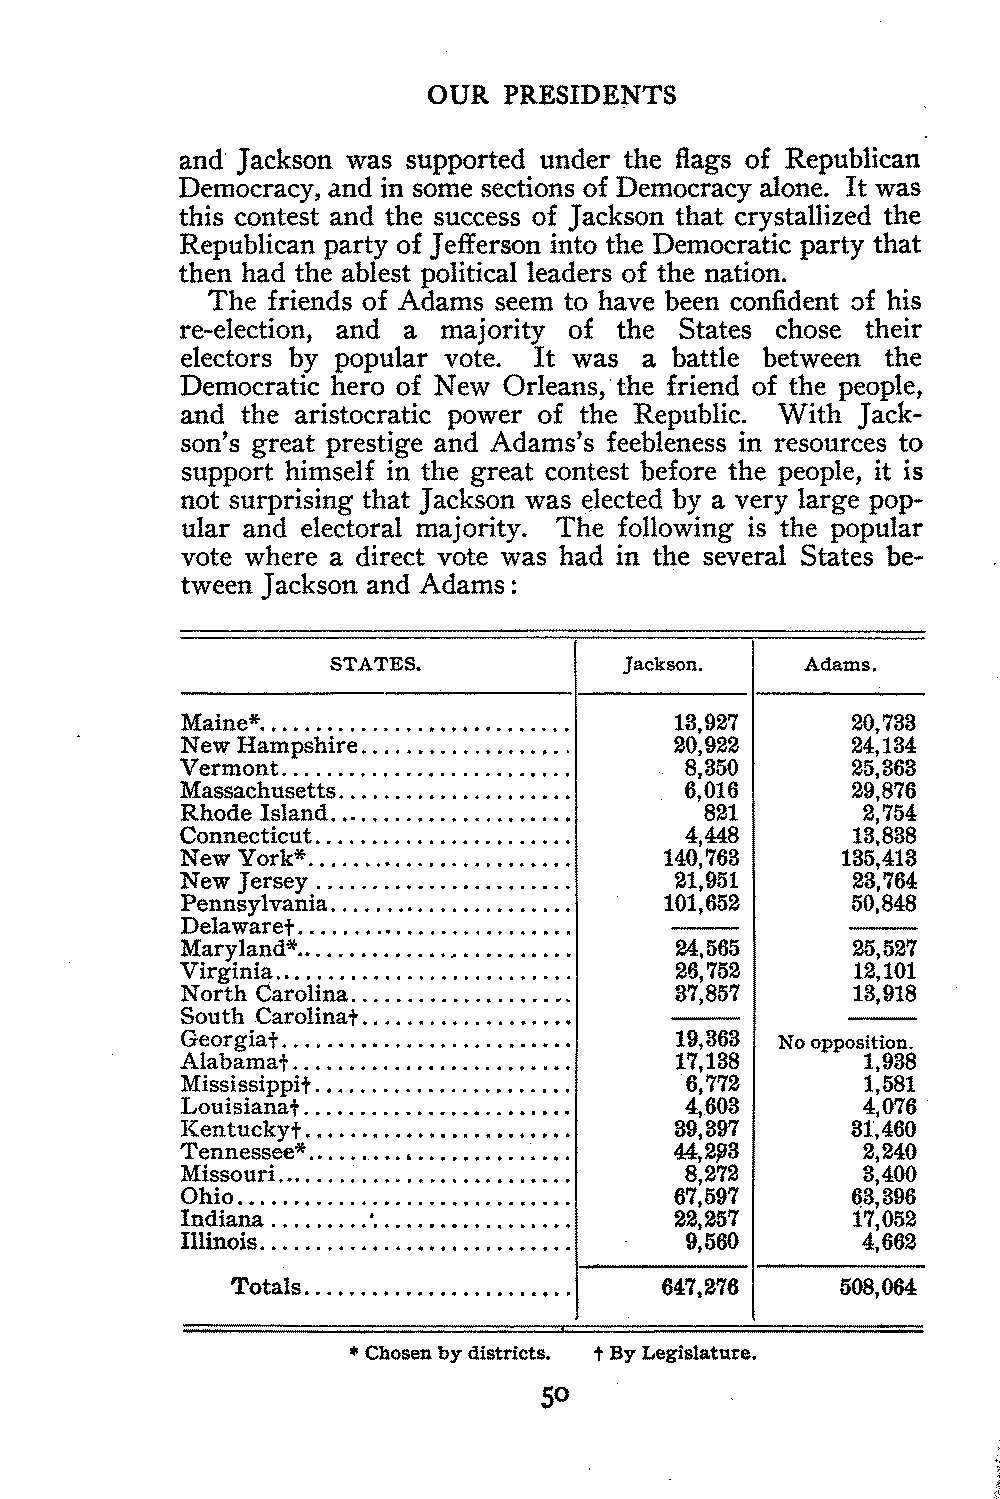 OUR PRESIDENTS
and Jackson was supported under the flags of Republican
Democracy, and in some sections of Democracy alone. It was
this contest and the success of Jackson that crystallized the
Republican party of Jefferson into the Democratic party that
then had the ablest political leaders of the nation.
The friends of Adams seem to have been confident of his
re-election, and a majority of the States chose their
electors by popular vote. It was a battle between the
Democratic hero of New Orleans, the friend of the people,
and the aristocratic power of the Republic. With Jack-
son's great prestige and Adams's feebleness in resources to
support himself in the great contest before the people, it is
not surprising that Jackson was elected by a very large pop-
ular and electoral majority. The following is the popular
vote where a direct vote was had in the several States be-
tween Jackson and Adams:
STATES. Jackson. Adams.
Maine*............................ 13,927 20,733
New Hampshire................... 20,922 24,134
Vermont.......................... 8,350 25,363
Massachusetts..................... 6,016 29,876
Rhode Island...................... 821 2,754
Connecticut....................... 4,448 13,838
New York*........................ 140,763 135,413
New Jersey....................... 21,951 23,764
Pennsylvania...................... 101,652 50,848
Delaware†......................... —— ——
Maryland*......................... 24,565 25,527
Virginia........................... 26,752 12,101
North Carolina.................... 37,857 13,918
South Carolina†................... —— ——
Georgia†.......................... 19,363 No opposition.
Alabama†......................... 17,138 1,938
Mississippi†....................... 6,772 1,581
Louisiana†........................ 4,603 4,076
Kentucky†........................ 39,397 31,460
Tennessee*........................ 44,293 2,240
Missouri........................... 8,272 3,400
Ohio.............................. 67,597 63,396
Indiana........................... 22,257 17,052
Illinois............................ 9,560 4,662
Totals........................ 647,276 508,064
* Chosen by districts. † By Legislature.
50